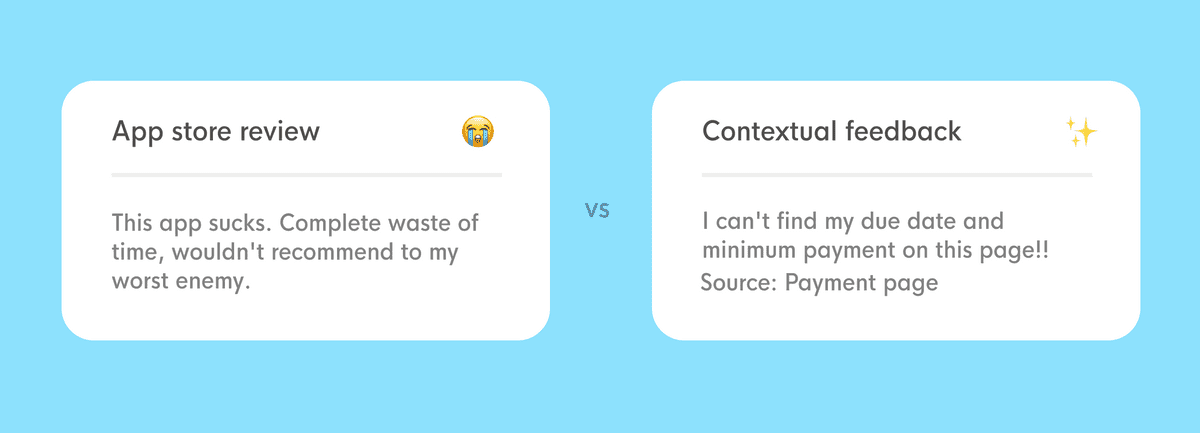 App store review
This app sucks. Complete waste of
time, wouldn't recommend to my
worst enemy.
vs
Contextual feedback
I can't find my due date and
minimum payment on this page!!
Source: Payment page